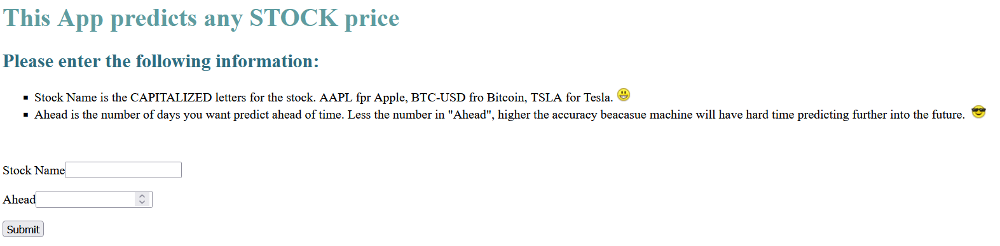 This App predicts any STOCK price
Please enter the following information:
Stock Name is the CAPITALIZED letters for the stock. AAPL fpr Apple, BTC-USD fro Bitcoin, TSLA for Tesla.
Ahead is the number of days you want predict ahead of time. Less the number in "Ahead", higher the accuracy beacasue machine will have hard time predicting further into the future.
Stock Name
Ahead
Submit